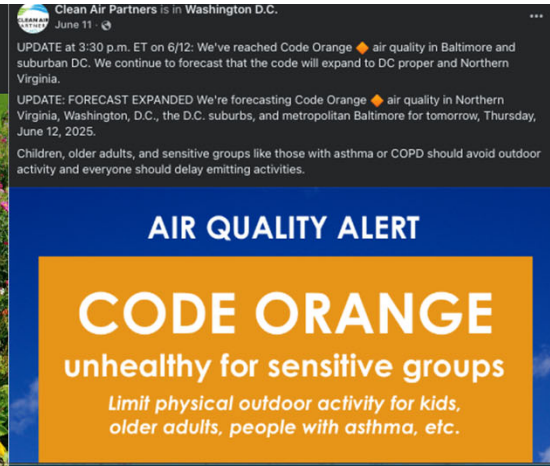 Clean Air Partners is in Washington D.C.
June 11 ·
CLEAN AIR
PARTNERS
UPDATE at 3:30 p.m. ET on 6/12: We've reached Code Orange 🔶 air quality in Baltimore and
suburban DC. We continue to forecast that the code will expand to DC proper and Northern
Virginia.
UPDATE: FORECAST EXPANDED We're forecasting Code Orange 🔶 air quality in Northern
Virginia, Washington, D.C., the D.C. suburbs, and metropolitan Baltimore for tomorrow, Thursday,
June 12, 2025.
Children, older adults, and sensitive groups like those with asthma or COPD should avoid outdoor
activity and everyone should delay emitting activities.
AIR QUALITY ALERT
CODE ORANGE
unhealthy for sensitive groups
Limit physical outdoor activity for kids,
older adults, people with asthma, etc.